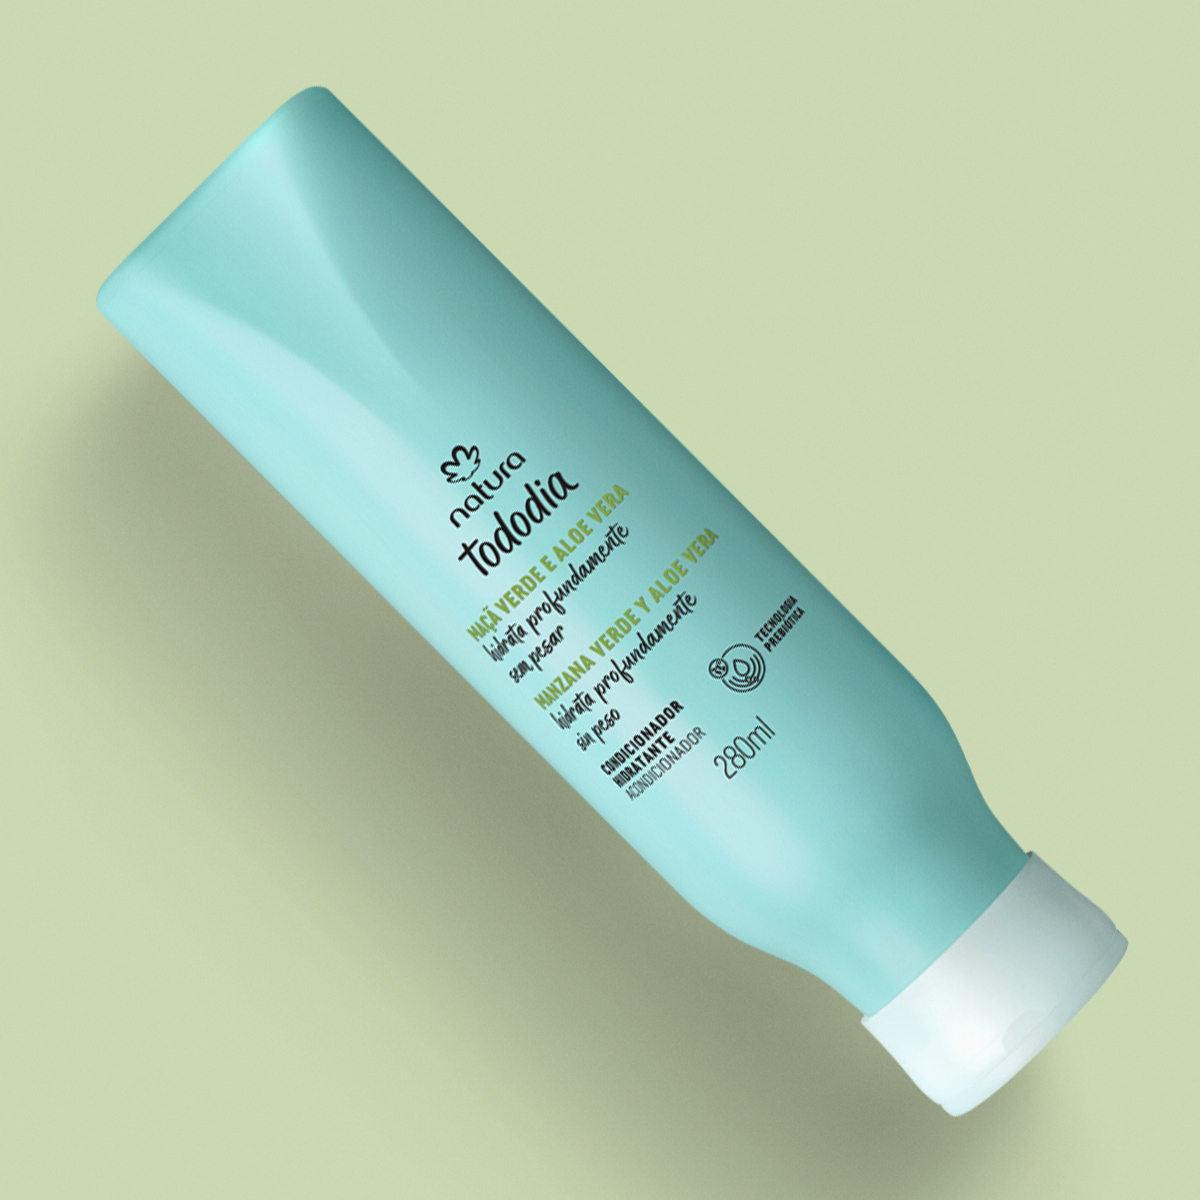 natura
tododia
MAÇÃ VERDE E ALOE VERA
hidrata profundamente
sem pesar
MANZANA VERDE Y ALOE VERA
hidrata profundamente
sin peso
CONDICIONADOR
HIDRATANTE
ACONDICIONADOR
TECNOLOGIA
PREBIÓTICA
280ml